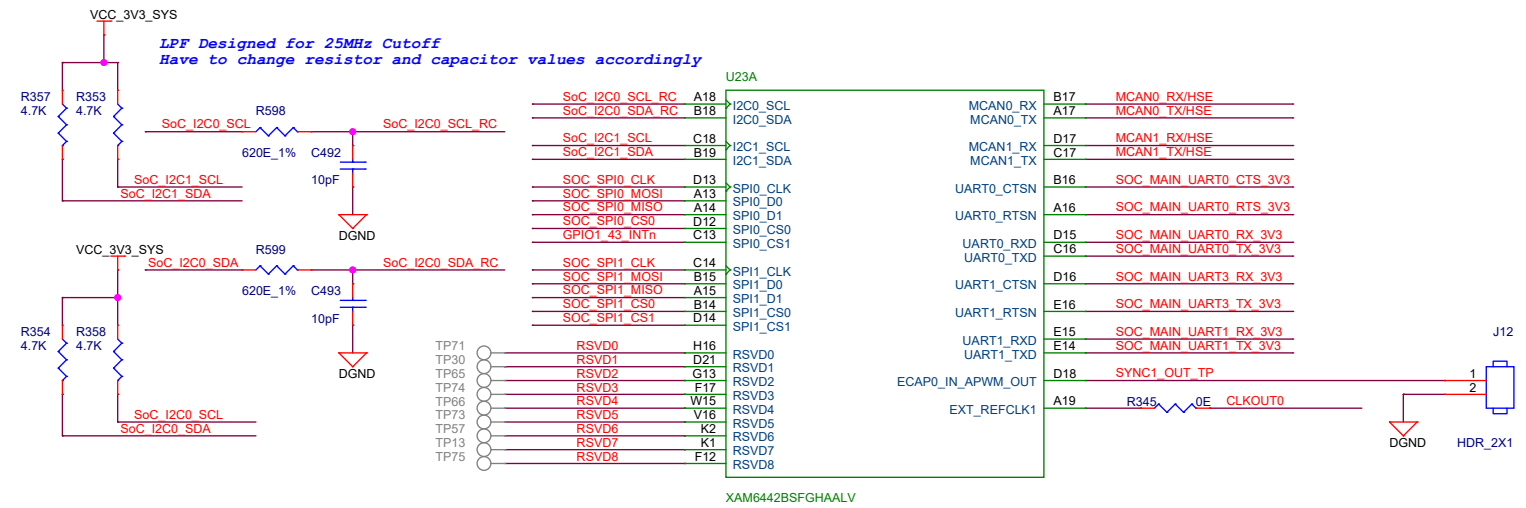 VCC_3V3_SYS
LPF Designed for 25MHz Cutoff
Have to change resistor and capacitor values accordingly
R357
4.7K
R353
4.7K
SoC_I2C0_SCL
R598
620E_1%
SoC_I2C0_SCL_RC
C492
10pF
DGND
SoC_I2C1_SCL
SoC_I2C1_SDA
VCC_3V3_SYS
SoC_I2C0_SDA
R599
620E_1%
SoC_I2C0_SDA_RC
C493
10pF
DGND
R354
4.7K
R358
4.7K
SoC_I2C0_SCL
SoC_I2C0_SDA
U23A
SoC_I2C0_SCL_RC A18 I2C0_SCL
SoC_I2C0_SDA_RC B18 I2C0_SDA
SoC_I2C1_SCL C18 I2C1_SCL
SoC_I2C1_SDA B19 I2C1_SDA
SOC_SPI0_CLK D13 SPI0_CLK
SOC_SPI0_MOSI A13 SPI0_D0
SOC_SPI0_MISO A14 SPI0_D1
SOC_SPI0_CS0 D12 SPI0_CS0
GPIO1_43_INTn C13 SPI0_CS1
SOC_SPI1_CLK C14 SPI1_CLK
SOC_SPI1_MOSI B15 SPI1_D0
SOC_SPI1_MISO A15 SPI1_D1
SOC_SPI1_CS0 B14 SPI1_CS0
SOC_SPI1_CS1 D14 SPI1_CS1
TP71 RSVD0 H16 RSVD0
TP30 RSVD1 D21 RSVD1
TP65 RSVD2 G13 RSVD2
TP74 RSVD3 F17 RSVD3
TP66 RSVD4 W15 RSVD4
TP73 RSVD5 V16 RSVD5
TP57 RSVD6 K2 RSVD6
TP13 RSVD7 K1 RSVD7
TP75 RSVD8 F12 RSVD8
MCAN0_RX B17 MCAN0_RX/HSE
MCAN0_TX A17 MCAN0_TX/HSE
MCAN1_RX D17 MCAN1_RX/HSE
MCAN1_TX C17 MCAN1_TX/HSE
UART0_CTSN B16 SOC_MAIN_UART0_CTS_3V3
UART0_RTSN A16 SOC_MAIN_UART0_RTS_3V3
UART0_RXD D15 SOC_MAIN_UART0_RX_3V3
UART0_TXD C16 SOC_MAIN_UART0_TX_3V3
UART1_CTSN D16 SOC_MAIN_UART3_RX_3V3
UART1_RTSN E16 SOC_MAIN_UART3_TX_3V3
UART1_RXD E15 SOC_MAIN_UART1_RX_3V3
UART1_TXD E14 SOC_MAIN_UART1_TX_3V3
ECAP0_IN_APWM_OUT D18 SYNC1_OUT_TP
EXT_REFCLK1 A19 R345 0E CLKOUT0
XAM6442BSFGHAALV
J12
1
2
DGND
HDR_2X1